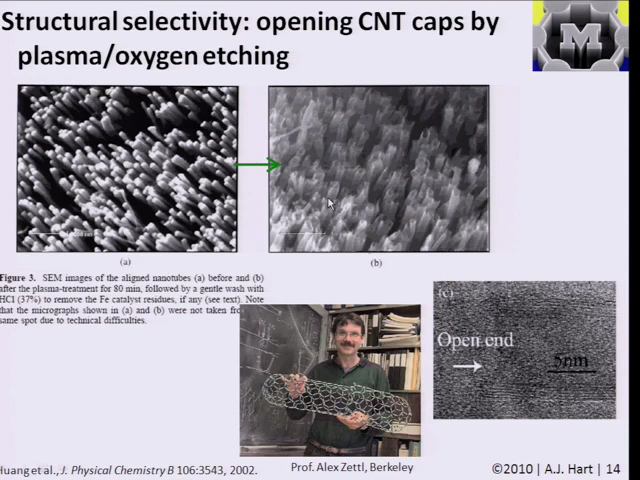 Structural selectivity: opening CNT caps by
plasma/oxygen etching
M
(a)
(b)
Figure 3. SEM images of the aligned nanotubes (a) before and (b)
after the plasma-treatment for 80 min, followed by a gentle wash with
HCl (37%) to remove the Fe catalyst residues, if any (see text). Note
that the micrographs shown in (a) and (b) were not taken
same spot due to technical difficulties.
(c)
Open end
5nm
Huang et al., J. Physical Chemistry B 106:3543, 2002.
Prof. Alex Zettl, Berkeley
©2010 | A.J. Hart | 14